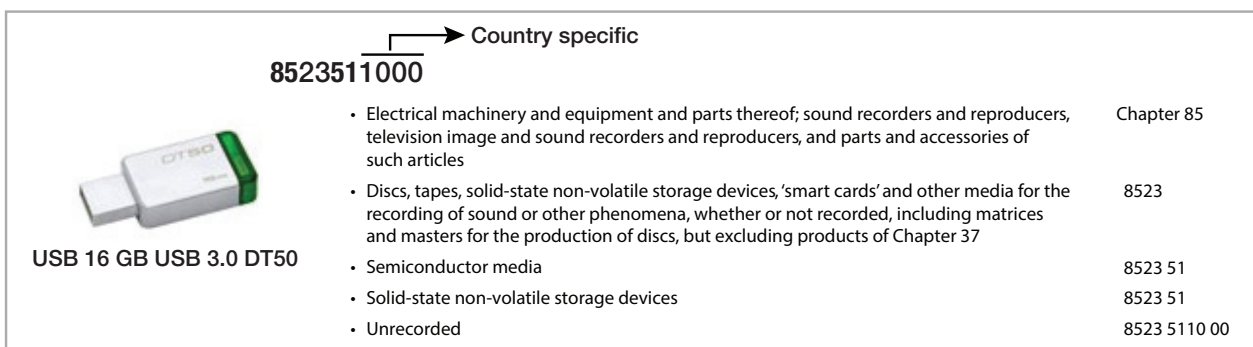 Country specific
8523511000
• Electrical machinery and equipment and parts thereof; sound recorders and reproducers, Chapter 85
television image and sound recorders and reproducers, and parts and accessories of
such articles
• Discs, tapes, solid-state non-volatile storage devices, ‘smart cards’ and other media for the 8523
recording of sound or other phenomena, whether or not recorded, including matrices
and masters for the production of discs, but excluding products of Chapter 37
• Semiconductor media 8523 51
• Solid-state non-volatile storage devices 8523 51
• Unrecorded 8523 5110 00
DT50
USB 16 GB USB 3.0 DT50